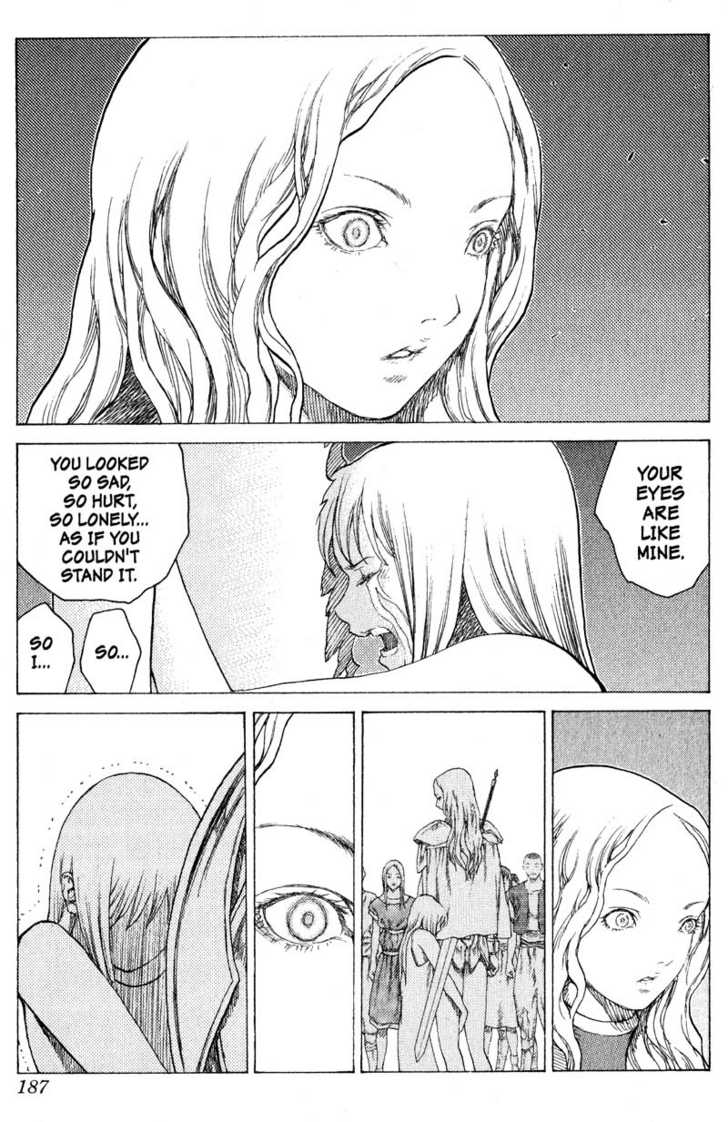 YOUR
EYES
ARE
LIKE
MINE.
YOU LOOKED
SO SAD,
SO HURT,
SO LONELY...
AS IF YOU
COULDN'T
STAND IT.
SO...
SO
I...
187